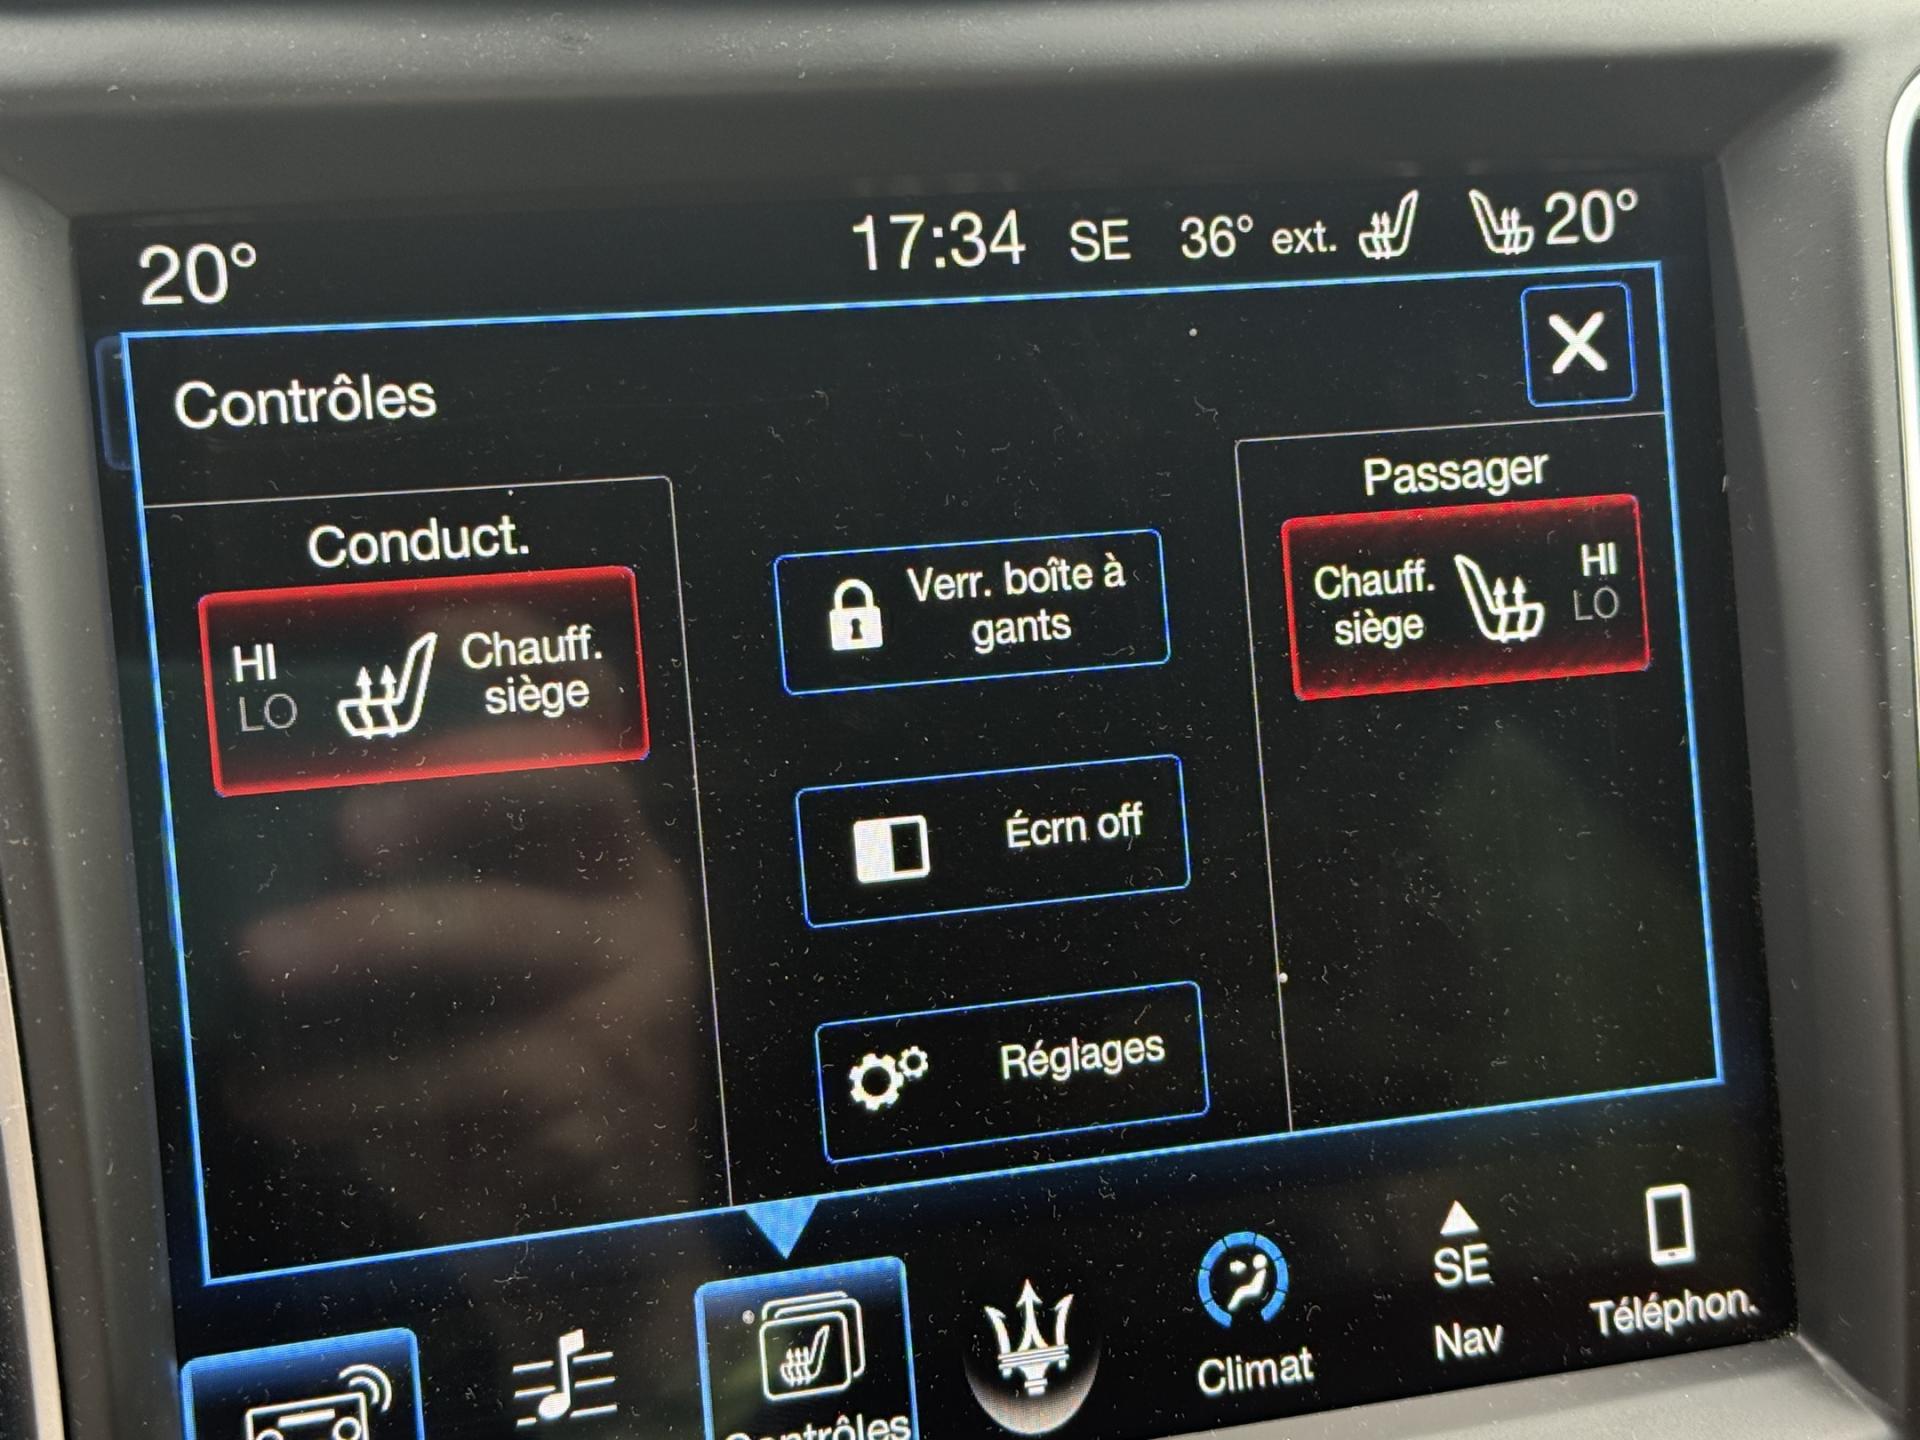 20°
17:34 SE 36° ext. 20°
Contrôles
Conduct.
HI
LO
Chauff.
siège
Verr. boîte à
gants
Écrn off
Réglages
Passager
Chauff.
siège
HI
LO
Contrôles
Climat
SE
Nav
Téléphon.